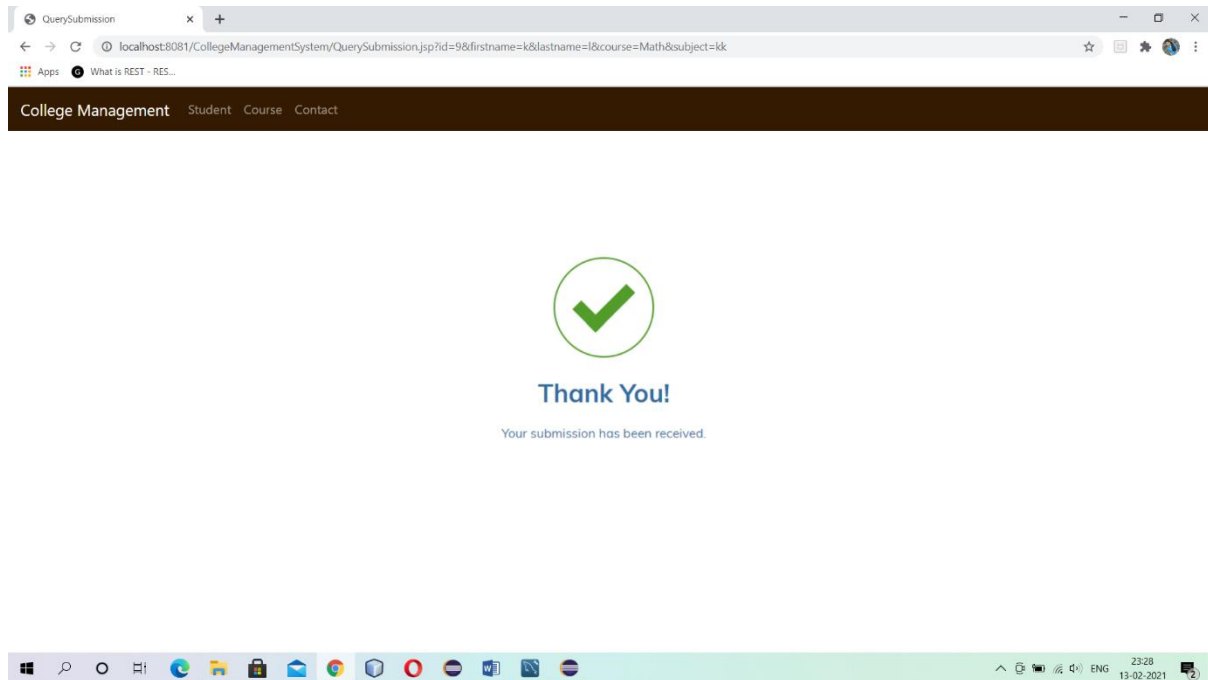 QuerySubmission
localhost:8081/CollegeManagementSystem/QuerySubmission.jsp?id=9&firstname=k&lastname=l&course=Math&subject=kk
Apps G What is REST - RES...
College Management Student Course Contact
Thank You!
Your submission has been received.
ENG 23:28
13-02-2021
2